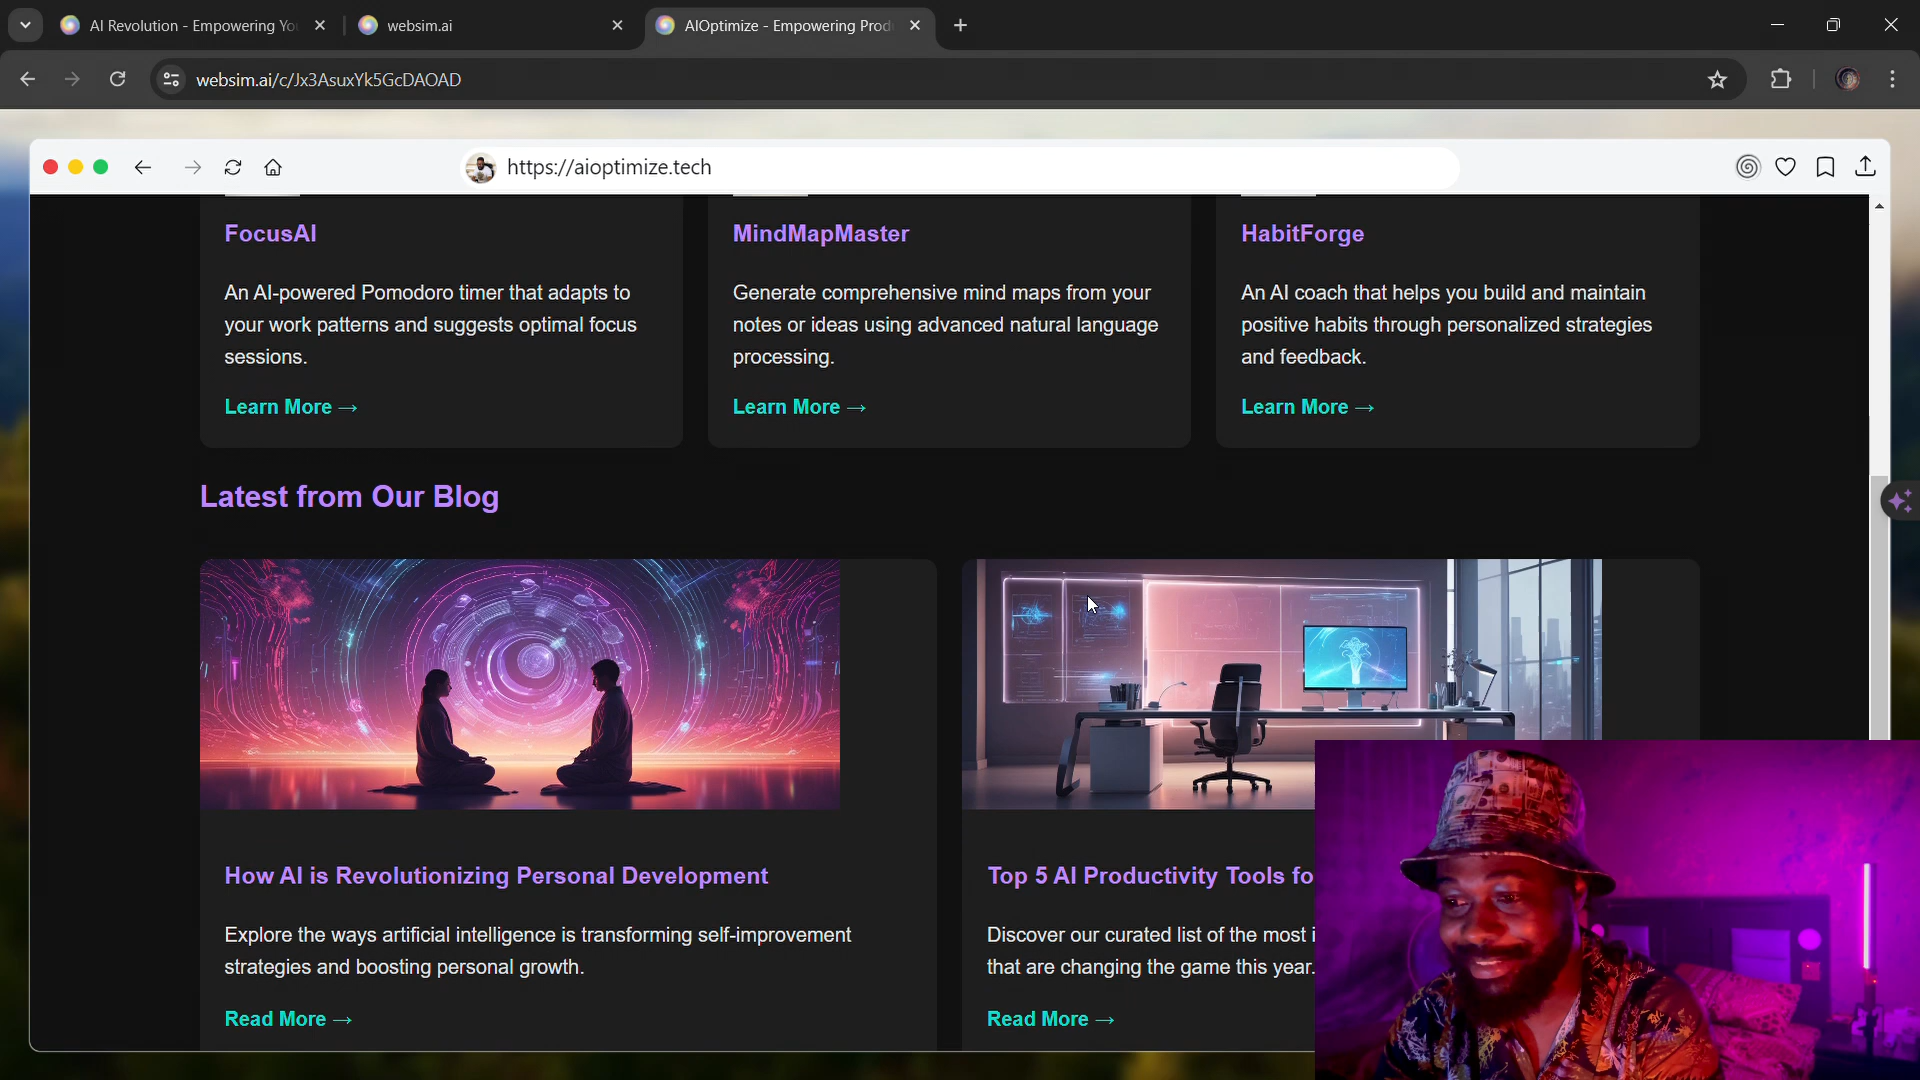 AI Revolution - Empowering Yo
websim.ai
AIOptimize - Empowering Prod
websim.ai/c/Jx3AsuxYk5GcDAOAD
https://aioptimize.tech
FocusAI
An AI-powered Pomodoro timer that adapts to
your work patterns and suggests optimal focus
sessions.
Learn More →
MindMapMaster
Generate comprehensive mind maps from your
notes or ideas using advanced natural language
processing.
Learn More →
HabitForge
An AI coach that helps you build and maintain
positive habits through personalized strategies
and feedback.
Learn More →
Latest from Our Blog
How AI is Revolutionizing Personal Development
Explore the ways artificial intelligence is transforming self-improvement
strategies and boosting personal growth.
Read More →
Top 5 AI Productivity Tools fo
Discover our curated list of the most i
that are changing the game this year.
Read More →